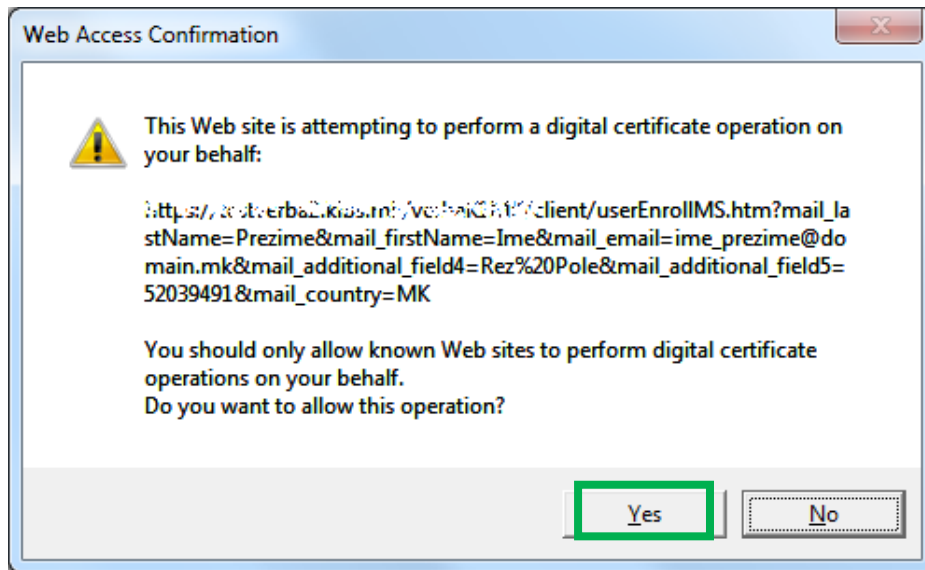 Web Access Confirmation
This Web site is attempting to perform a digital certificate operation on
your behalf:
client/userEnrollMS.htm?mail_la
stName=Prezime&mail_firstName=Ime&mail_email=ime_prezime@do
main.mk&mail_additional_field4=Rez%20Pole&mail_additional_field5=
52039491&mail_country=MK
You should only allow known Web sites to perform digital certificate
operations on your behalf.
Do you want to allow this operation?
Yes
No